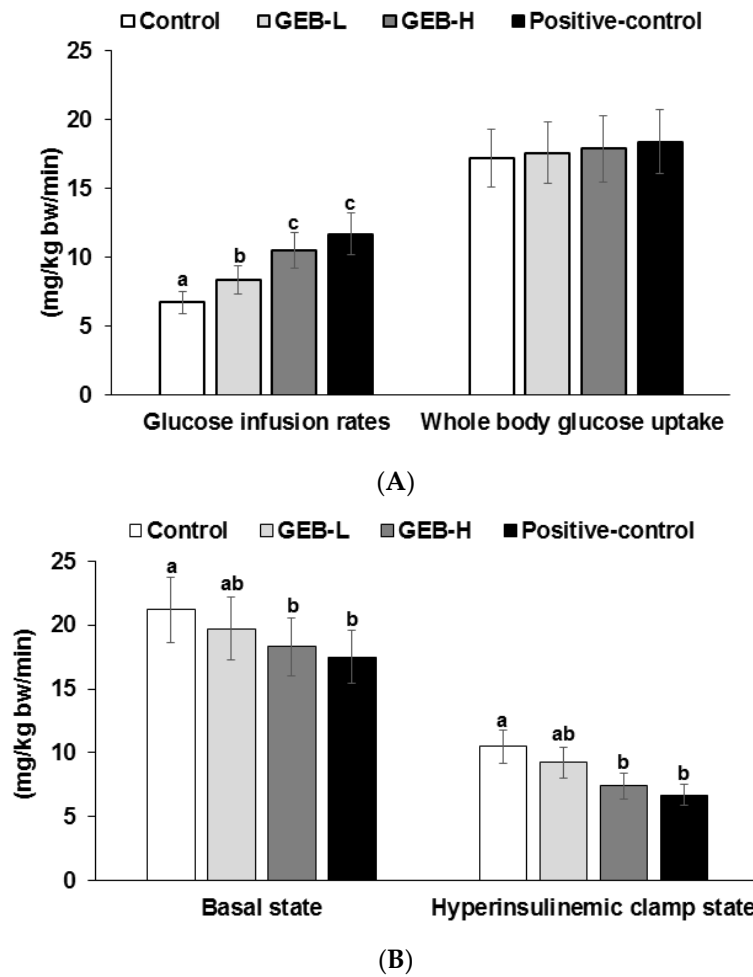 Control GEB-L GEB-H Positive-control
25
20
15
10
5
0
(mg/kg bw/min)
a
b
c
c
Glucose infusion rates Whole body glucose uptake
(A)
Control GEB-L GEB-H Positive-control
25
20
15
10
5
0
(mg/kg bw/min)
a ab b b
a ab b b
Basal state Hyperinsulinemic clamp state
(B)